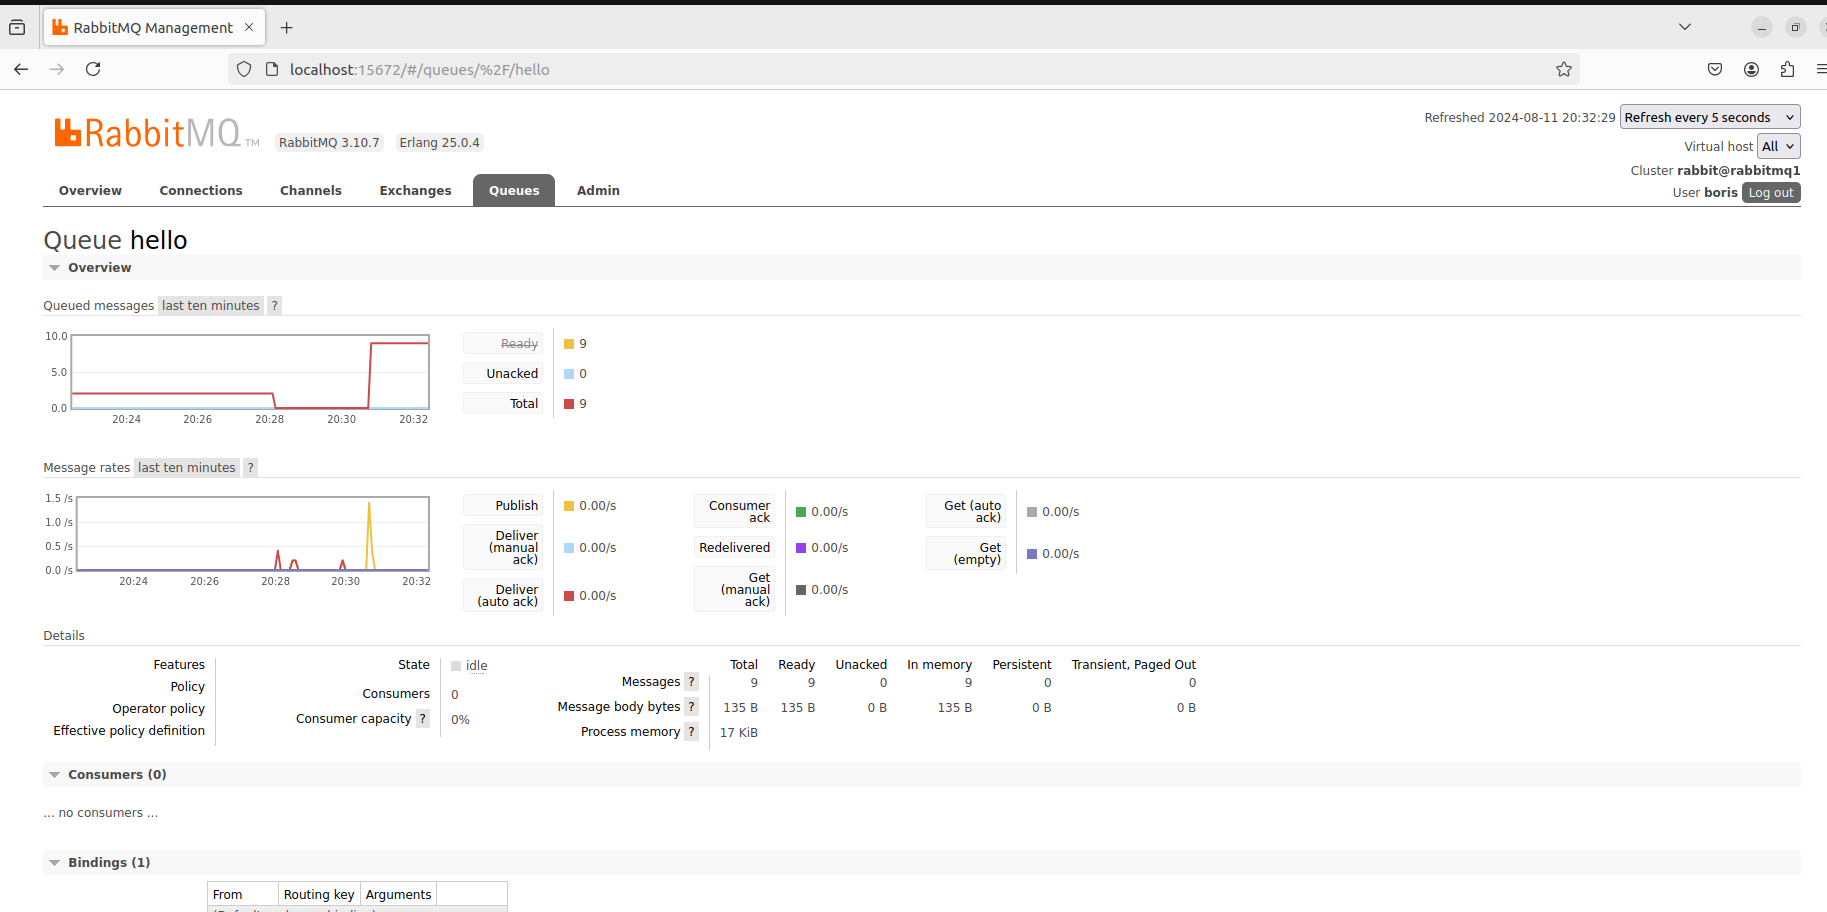 RabbitMQ Management
localhost:15672/#/queues/%2F/hello
RabbitMQ TM
RabbitMQ 3.10.7
Erlang 25.0.4
Refreshed 2024-08-11 20:32:29 Refresh every 5 seconds
Virtual host All
Cluster rabbit@rabbitmq1
User boris Log out
Overview Connections Channels Exchanges Queues Admin
Queue hello
Overview
Queued messages last ten minutes ?
10.0
5.0
0.0
20:24 20:26 20:28 20:30 20:32
Ready 9
Unacked 0
Total 9
Message rates last ten minutes ?
1.5 /s
1.0 /s
0.5 /s
0.0 /s
20:24 20:26 20:28 20:30 20:32
Publish 0.00/s
Deliver
(manual
ack) 0.00/s
Deliver
(auto ack) 0.00/s
Consumer
ack 0.00/s
Redelivered 0.00/s
Get
(manual
ack) 0.00/s
Get (auto
ack) 0.00/s
Get
(empty) 0.00/s
Details
Features
Policy
Operator policy
Effective policy definition
State idle
Consumers 0
Consumer capacity ? 0%
Total Ready Unacked In memory Persistent Transient, Paged Out
Messages ? 9 9 0 9 0 0
Message body bytes ? 135 B 135 B 0 B 135 B 0 B 0 B
Process memory ? 17 KiB
Consumers (0)
... no consumers ...
Bindings (1)
From Routing key Arguments